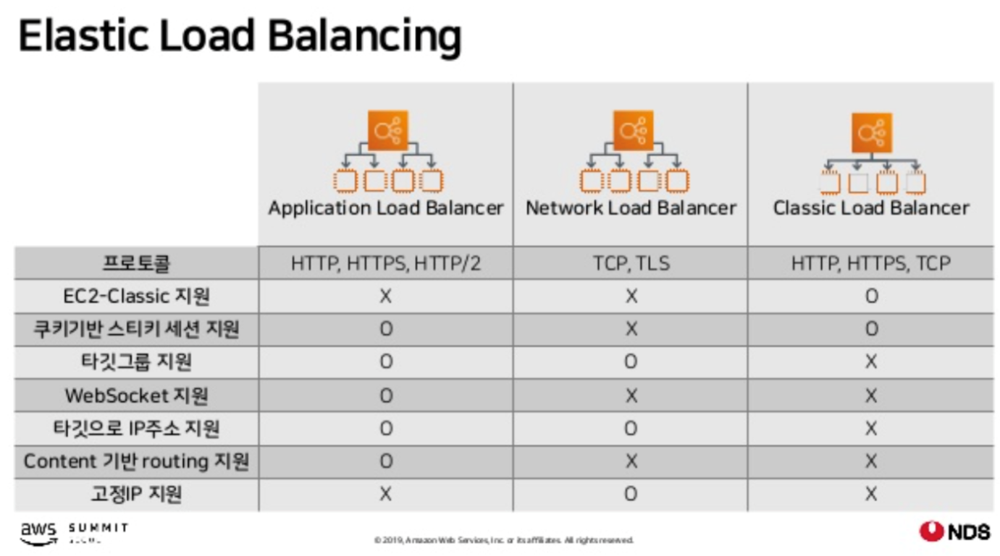 Elastic Load Balancing
Application Load Balancer Network Load Balancer Classic Load Balancer
프로토콜 HTTP, HTTPS, HTTP/2 TCP, TLS HTTP, HTTPS, TCP
EC2-Classic 지원 X X O
쿠키기반 스티키 세션 지원 O X O
타깃그룹 지원 O O X
WebSocket 지원 O X X
타깃으로 IP주소 지원 O O X
Content 기반 routing 지원 O X X
고정IP 지원 X O X
aws SUMMIT
© 2019, Amazon Web Services, Inc. or its affiliates. All rights reserved.
NDS